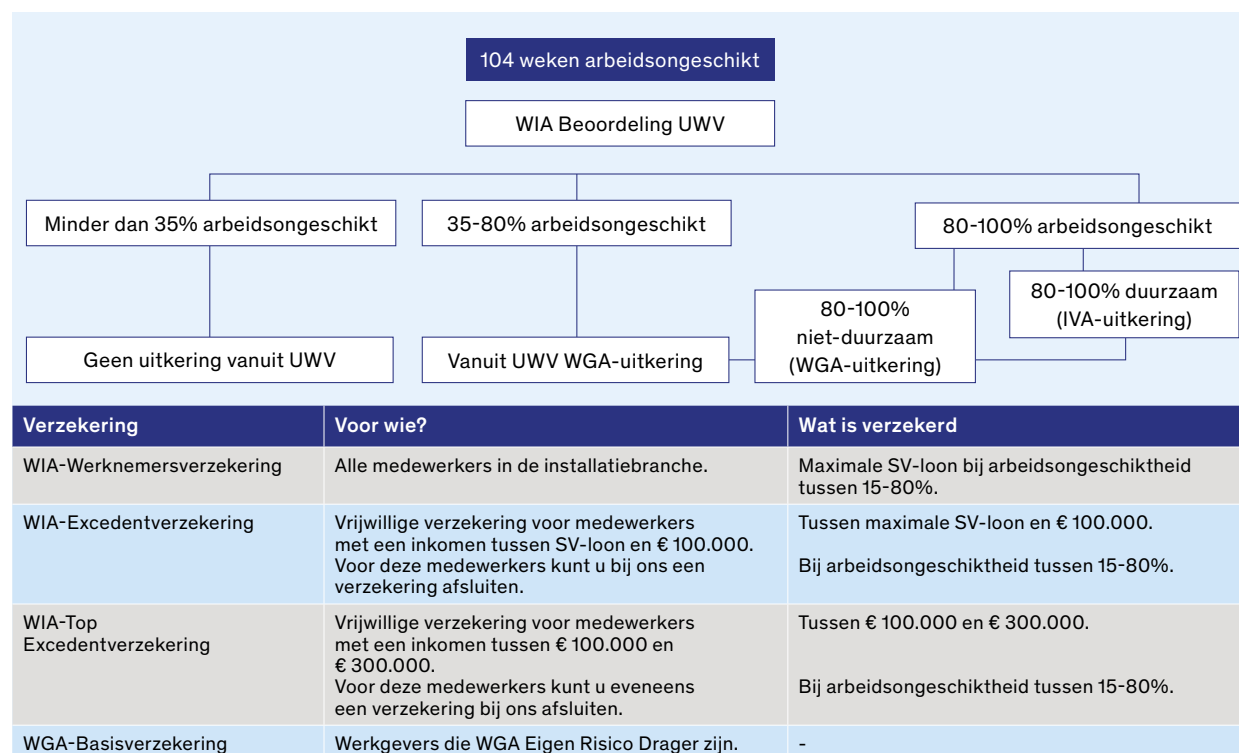 104 weken arbeidsongeschikt
WIA Beoordeling UWV
Minder dan 35% arbeidsongeschikt
35-80% arbeidsongeschikt
80-100% arbeidsongeschikt
80-100%
niet-duurzaam
(WGA-uitkering)
80-100% duurzaam
(IVA-uitkering)
Geen uitkering vanuit UWV
Vanuit UWV WGA-uitkering
Verzekering
Voor wie?
Wat is verzekerd
WIA-Werknemersverzekering
Alle medewerkers in de installatiebranche.
Maximale SV-loon bij arbeidsongeschiktheid
tussen 15-80%.
WIA-Excedentverzekering
Vrijwillige verzekering voor medewerkers
met een inkomen tussen SV-loon en € 100.000.
Voor deze medewerkers kunt u bij ons een
verzekering afsluiten.
Tussen maximale SV-loon en € 100.000.
Bij arbeidsongeschiktheid tussen 15-80%.
WIA-Top
Excedentverzekering
Vrijwillige verzekering voor medewerkers
met een inkomen tussen € 100.000 en
€ 300.000.
Voor deze medewerkers kunt u eveneens
een verzekering bij ons afsluiten.
Tussen € 100.000 en € 300.000.
Bij arbeidsongeschiktheid tussen 15-80%.
WGA-Basisverzekering
Werkgevers die WGA Eigen Risico Drager zijn.
-